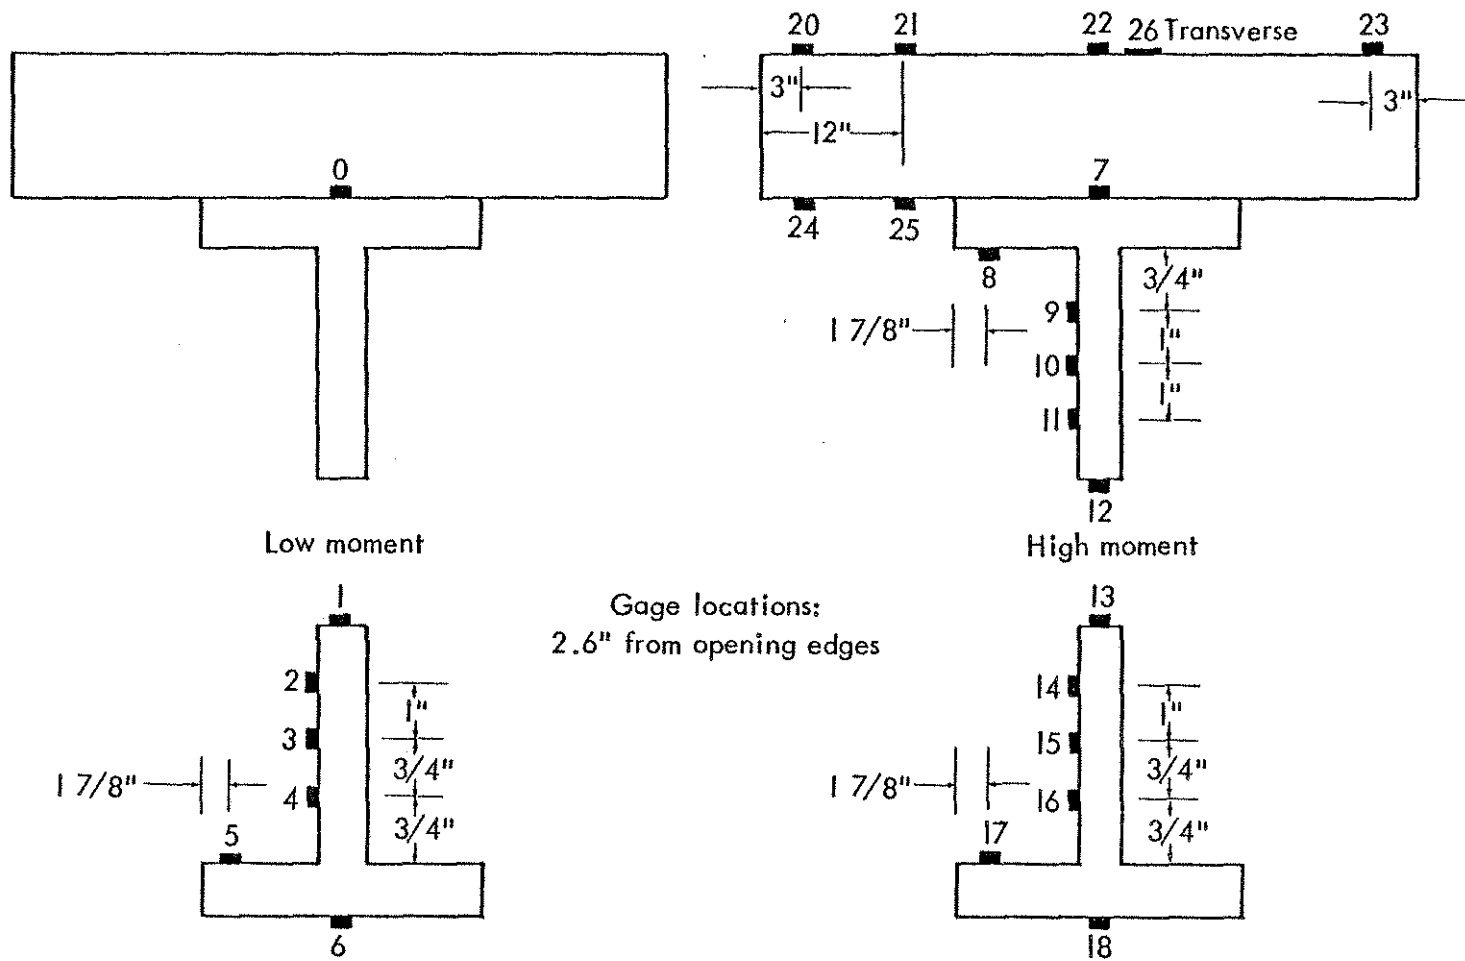 20 21 22 26 Transverse 23
3" 3"
12"
0 7
24 25
8 3/4"
9
1 7/8" 1"
10
1"
11
12
Low moment High moment
1 13
Gage locations:
2.6" from opening edges
2 14
1" 1"
3 15
1 7/8" 3/4" 1 7/8" 3/4"
4 16
5 3/4" 17 3/4"
6 18